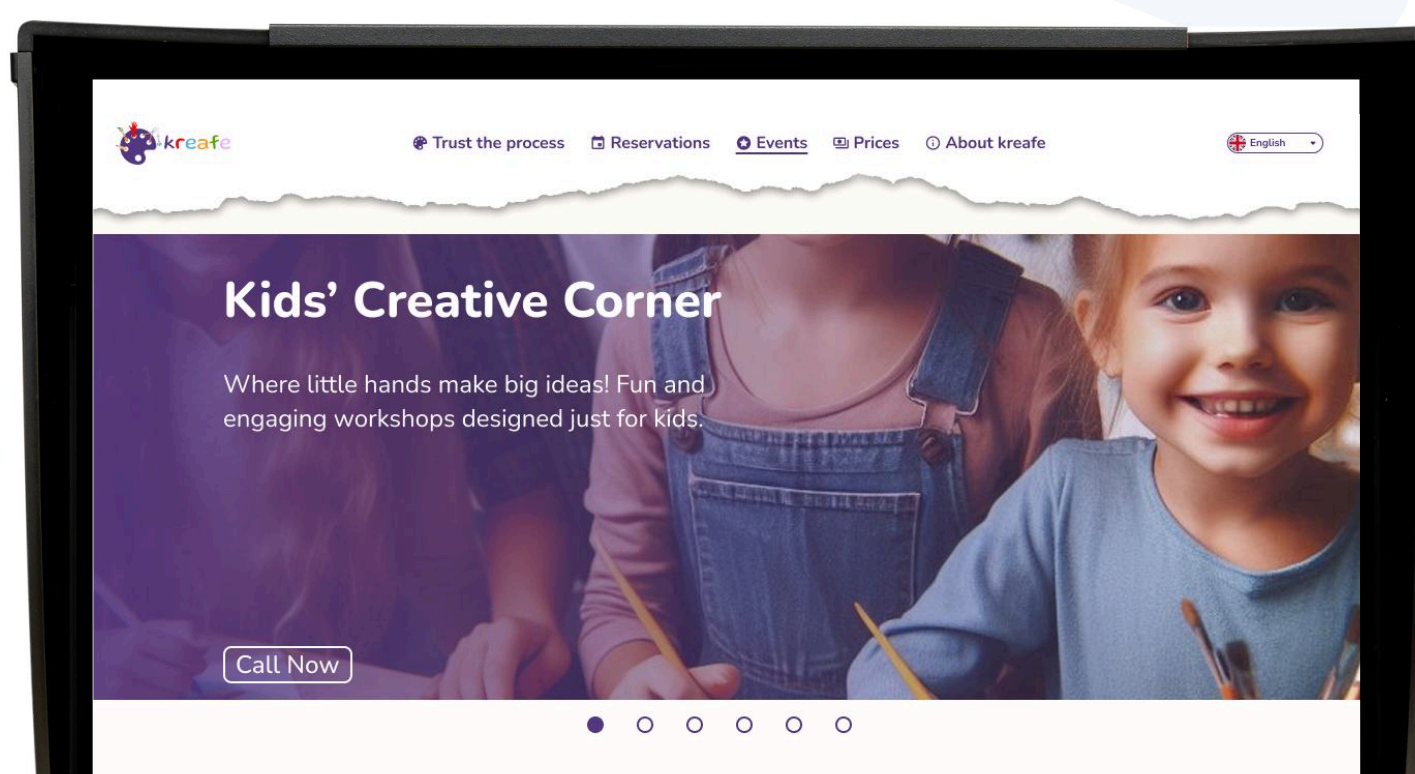 kreafe
Trust the process
Reservations
Events
Prices
About kreafe
English
Kids’ Creative Corner
Where little hands make big ideas! Fun and
engaging workshops designed just for kids.
Call Now